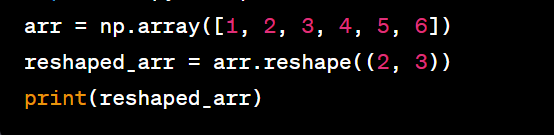 arr = np.array([1, 2, 3, 4, 5, 6])
reshaped_arr = arr.reshape((2, 3))
print(reshaped_arr)